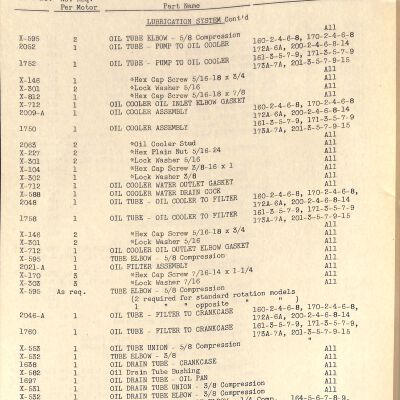 Per Motor Part Name
LUBRICATION SYSTEM Cont'd
X-595 2 OIL TUBE ELBOW - 5/8 Compression All
2052 1 OIL TUBE - PUMP TO OIL COOLER 160-2-4-6-8, 170-2-4-6-8
172A-6A, 200-2-4-6-8-14
1752 1 OIL TUBE - PUMP TO OIL COOLER 161-3-5-7-9, 171-3-5-7-9,
173A-7A, 201-3-5-7-9-15
X-146 1 *Hex Cap Screw 5/16-18 x 3/4 All
X-301 2 *Lock Washer 5/16 All
X-812 1 *Hex Cap Screw 5/16-18 x 7/8 All
X-712 1 OIL COOLER OIL INLET ELBOW GASKET All
2009-A 1 OIL COOLER ASSEMBLY 160-2-4-6-8, 170-2-4-6-8
172A-6A, 200-2-4-6-8-14
1750 1 OIL COOLER ASSEMBLY 161-3-5-7-9, 171-3-5-7-9,
173A-7A, 201-3-5-7-9-15
2063 2 *Oil Cooler Stud All
X-227 2 *Hex Plain Nut 5/16-24 All
X-301 2 *Lock Washer 5/16 All
X-104 1 *Hex Cap Screw 3/8-16 x 1 All
X-302 1 *Lock Washer 3/8 All
X-712 1 OIL COOLER WATER OUTLET GASKET All
X-588 1 OIL COOLER WATER DRAIN COCK All
2048 1 OIL TUBE - OIL COOLER TO FILTER 160-2-4-6-8, 170-2-4-6-8,
172A-6A, 200-2-4-6-8-14
1758 1 OIL TUBE - OIL COOLER TO FILTER 161-3-5-7-9, 171-3-5-7-9
173A-7A, 201-3-5-7-9-15
X-146 2 *Hex Cap Screw 5/16-18 x 3/4 All
X-301 2 *Lock Washer 5/16 All
X-712 1 OIL COOLER OIL OUTLET ELBOW GASKET All
X-595 1 TUBE ELBOW - 5/8 Compression All
2021-A 1 OIL FILTER ASSEMBLY All
X-170 3 *Hex Cap Screw 7/16-14 x 1-1/4 All
X-303 3 *Lock Washer 7/16 All
X-595 As req. TUBE ELBOW - 5/8 Compression All
(2 required for standard rotation models
1 " " opposite " " )
2046-A 1 OIL TUBE - FILTER TO CRANKCASE 160-2-4-6-8, 170-2-4-6-8,
172A-6A, 200-2-4-6-8-14
1760 1 OIL TUBE - FILTER TO CRANKCASE 161-3-5-7-9, 171-3-5-7-9,
173A-7A, 201-3-5-7-9-15
X-553 1 OIL TUBE UNION - 5/8 Compression All
X-532 1 TUBE ELBOW - 3/8 All
1638 1 OIL DRAIN TUBE - CRANKCASE All
X-582 1 Oil Drain Tube Bushing All
1697 1 OIL DRAIN TUBE - OIL PAN All
X-531 1 OIL DRAIN TUBE UNION - 3/8 Compression All
X-532 1 OIL DRAIN TUBE ELBOW - 3/8 Compression All